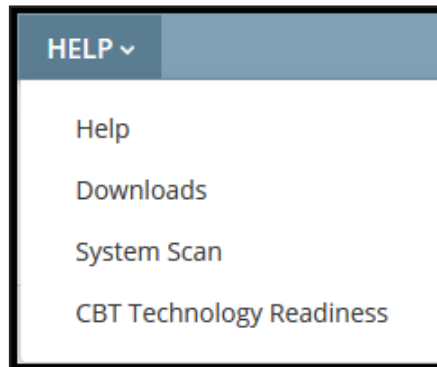 HELP
Help
Downloads
System Scan
CBT Technology Readiness